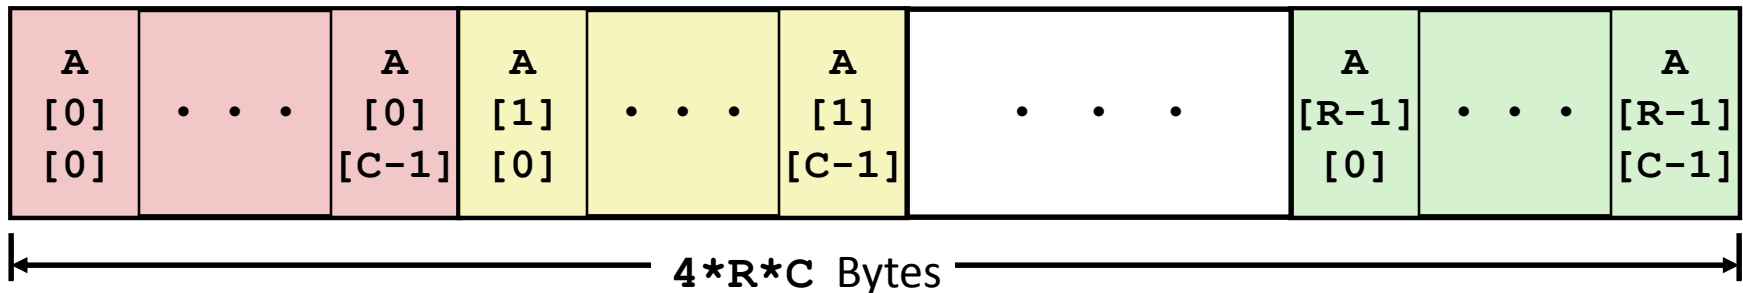 A A A A A A
[0] · · · [0] [1] · · · [1] · · · [R-1] · · · [R-1]
[0] [C-1] [0] [C-1] [0] [C-1]
4*R*C Bytes